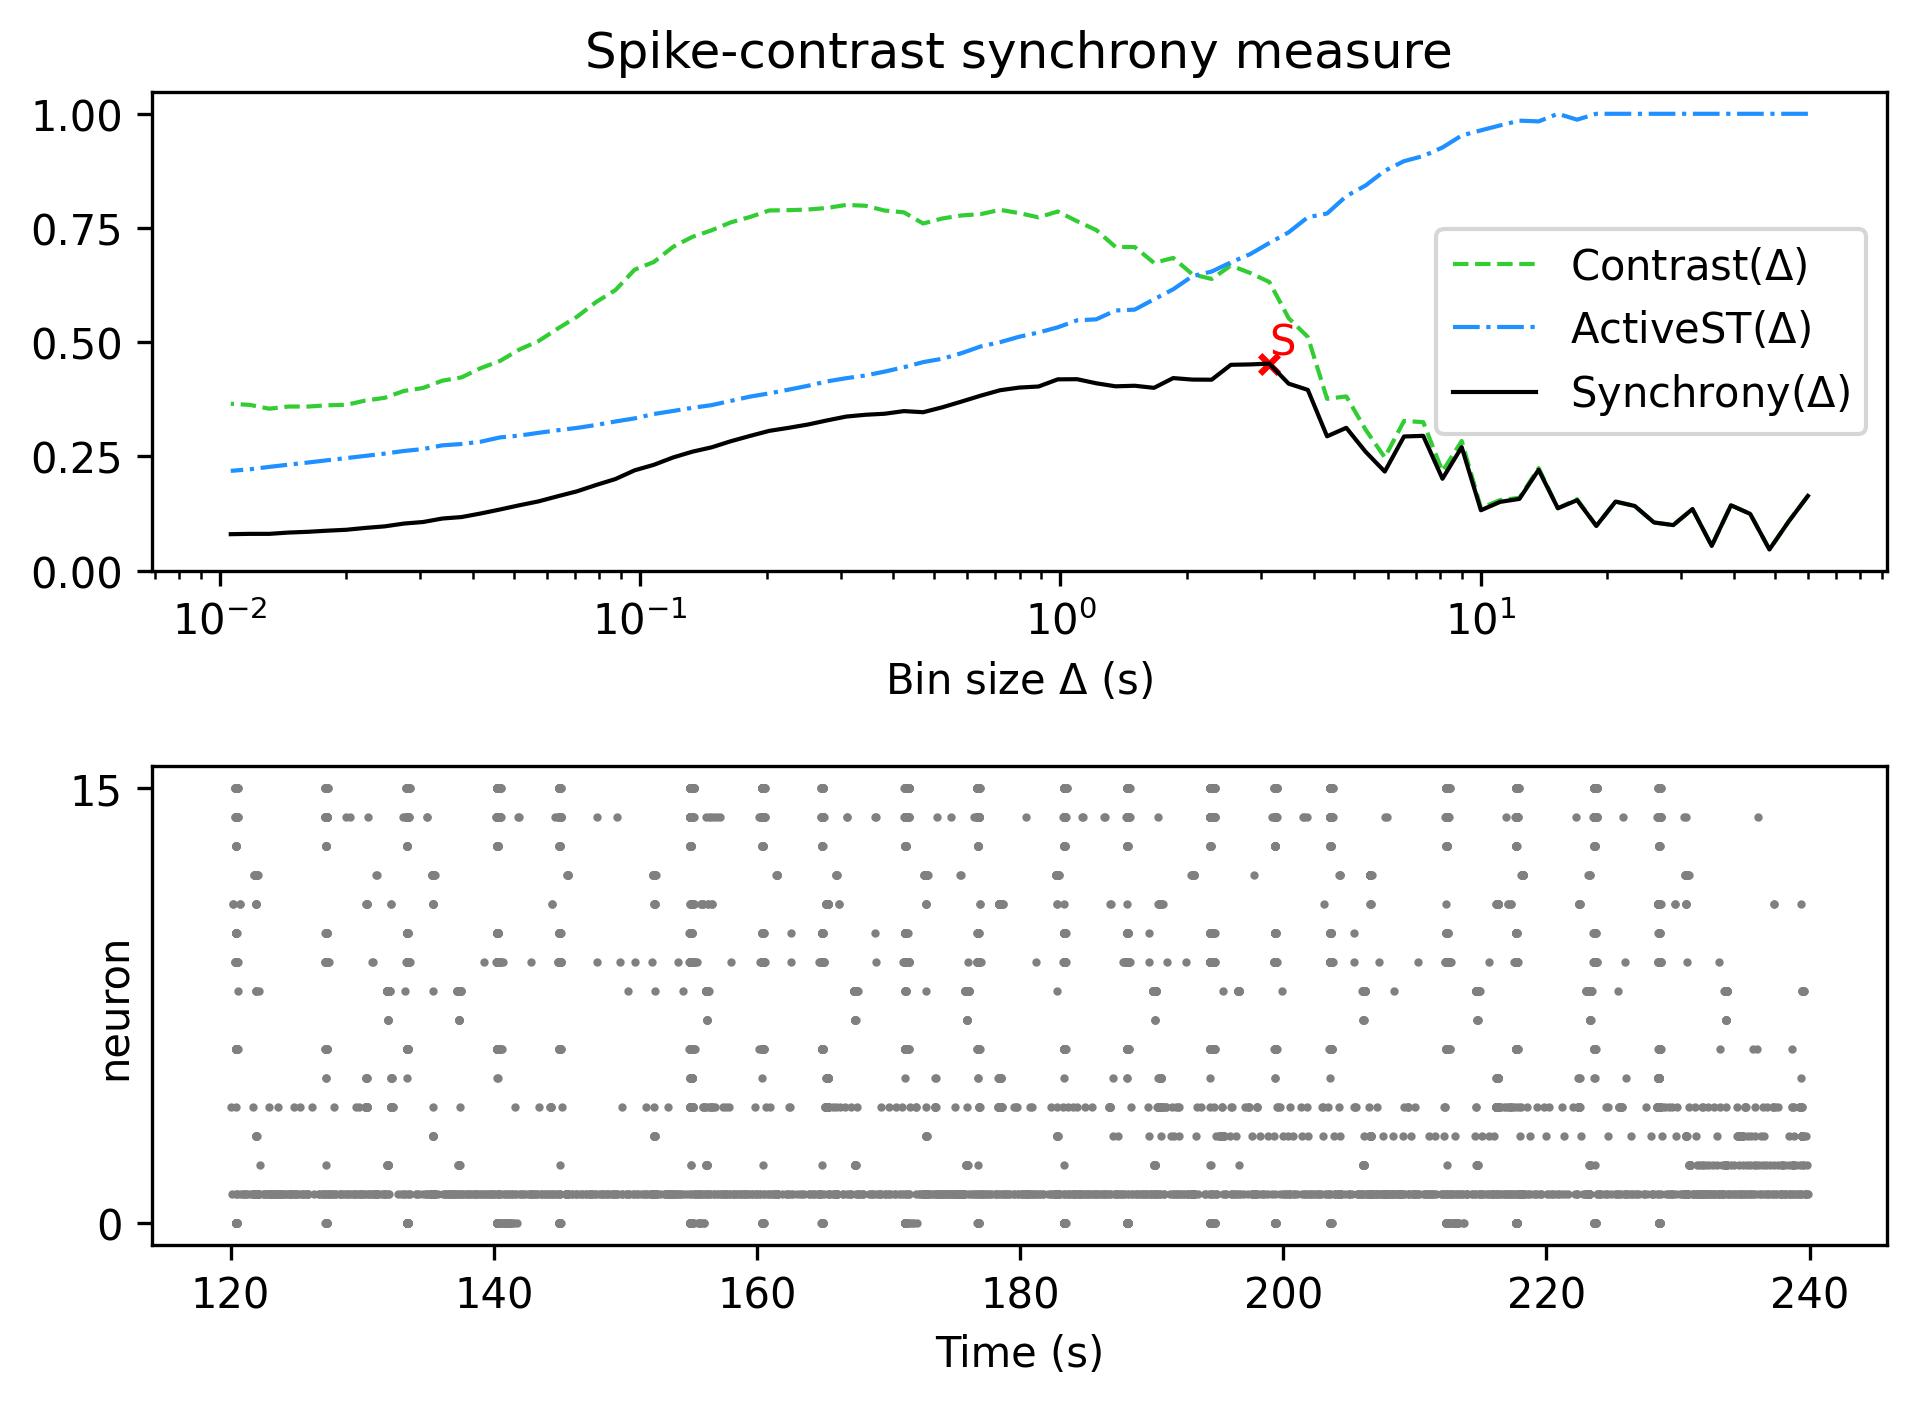 Spike-contrast synchrony measure
1.00
0.75
0.50
0.25
0.00
S
Contrast(Δ)
ActiveST(Δ)
Synchrony(Δ)
10⁻² 10⁻¹ 10⁰ 10¹
Bin size Δ (s)
15
neuron
0
120 140 160 180 200 220 240
Time (s)